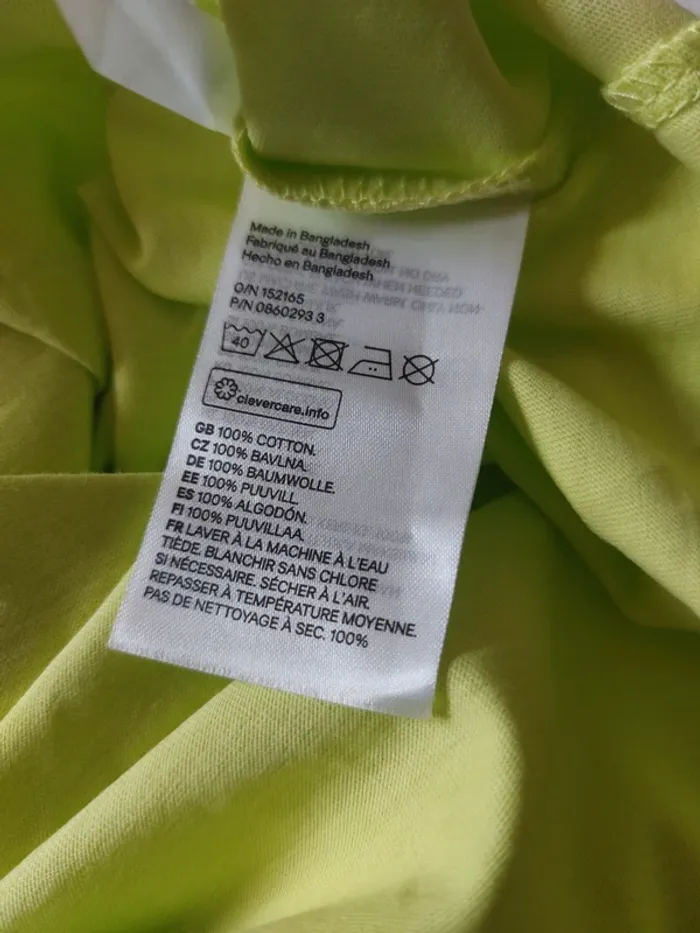 Made in Bangladesh
Fabriqué au Bangladesh
Hecho en Bangladesh
O/N 152165
P/N 0860293 3
40
clevercare.info
GB 100% COTTON.
CZ 100% BAVLNA.
DE 100% BAUMWOLLE.
EE 100% PUUVILL.
ES 100% ALGODÓN.
FI 100% PUUVILLAA.
FR LAVER À LA MACHINE À L'EAU
TIÈDE. BLANCHIR SANS CHLORE
SI NÉCESSAIRE. SÉCHER À L'AIR.
REPASSER À TEMPÉRATURE MOYENNE.
PAS DE NETTOYAGE À SEC. 100%